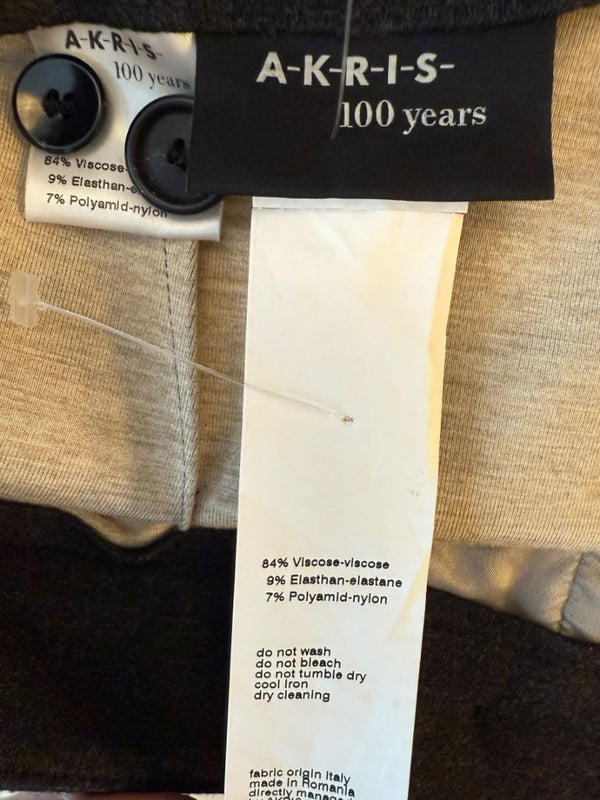 A-K-R-I-S-
100 years
84% Viscose-
9% Elasthan-
7% Polyamid-nylon
A-K-R-I-S-
100 years
84% Viscose-viscose
9% Elasthan-elastane
7% Polyamid-nylon
do not wash
do not bleach
do not tumble dry
cool iron
dry cleaning
fabric origin Italy
made in Romania
directly managed